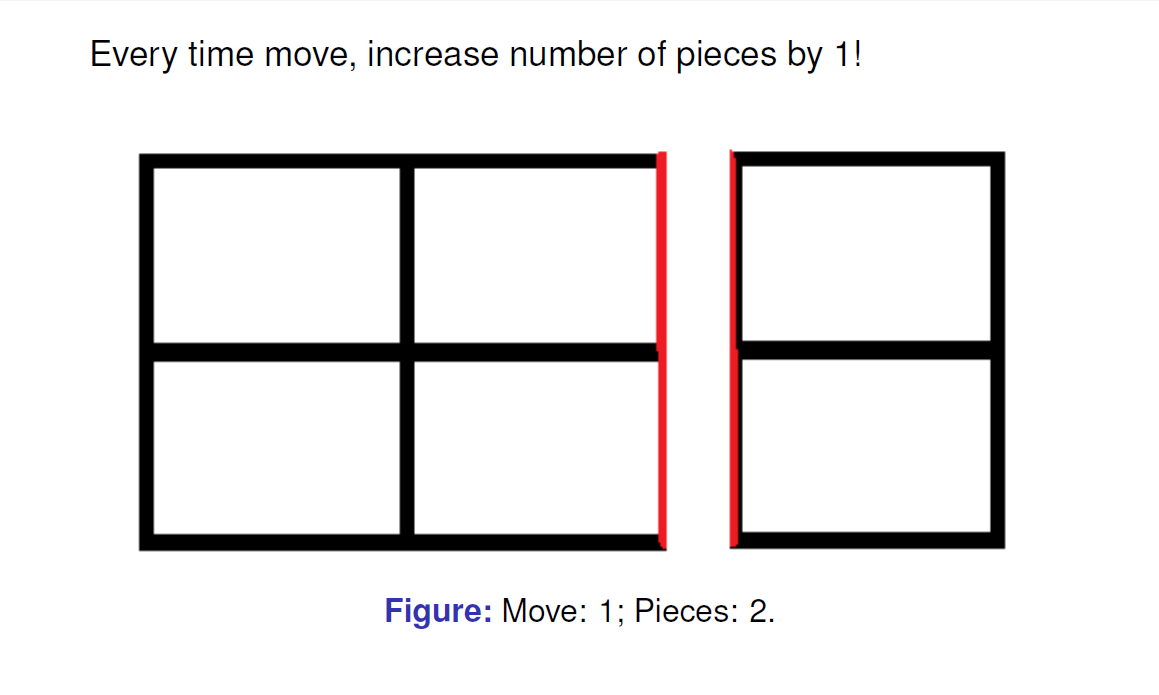 Every time move, increase number of pieces by 1!
Figure: Move: 1; Pieces: 2.